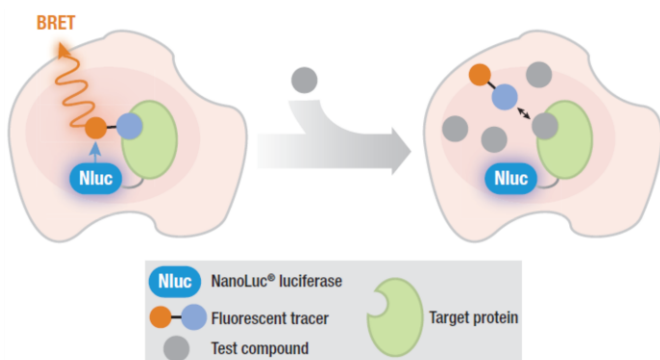 BRET
Nluc
Nluc
Nluc NanoLuc® luciferase
Fluorescent tracer
Test compound
Target protein